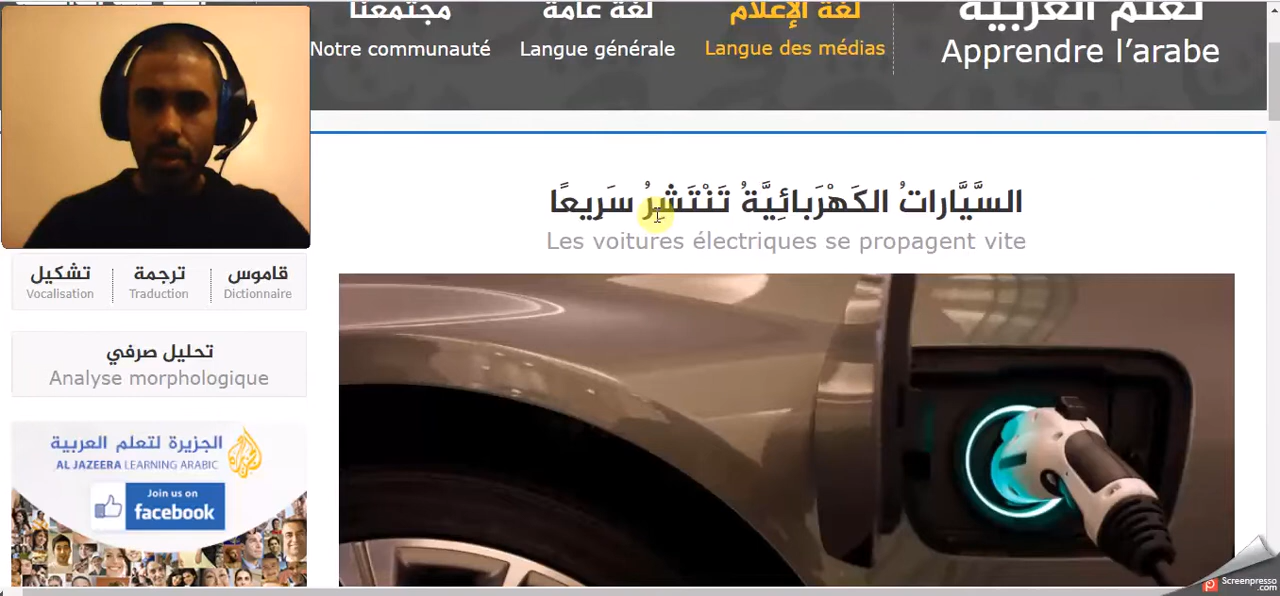 مجتمعنا لغة عامة لغة الإعلام تعلم العربية
Notre communauté Langue générale Langue des médias Apprendre l’arabe
السَّيَّاراتُ الكَهْرَبائِيَّةُ تَنْتَشِرُ سَرِيعًا
Les voitures électriques se propagent vite
تشكيل ترجمة قاموس
Vocalisation Traduction Dictionnaire
تحليل صرفي
Analyse morphologique
الجزيرة لتعلم العربية
AL JAZEERA LEARNING ARABIC
Join us on
facebook
Screenpresso
.com